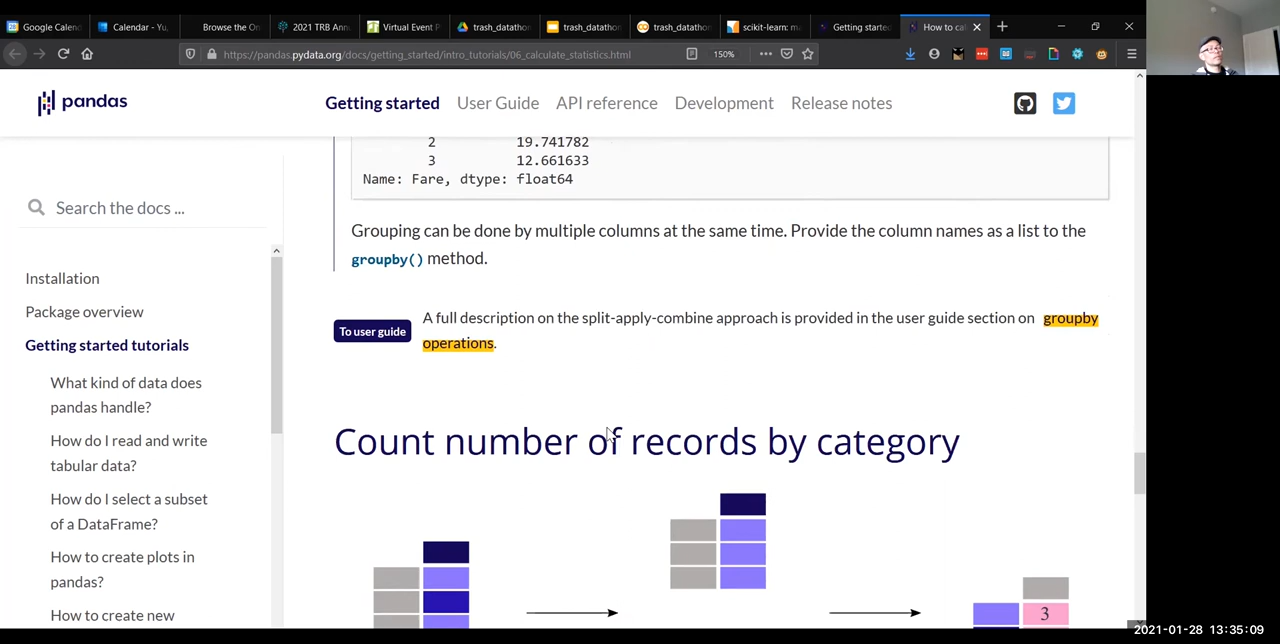 Google Calend
Calendar - Yu,
Browse the Or
2021 TRB Ann
Virtual Event P
trash_datathon
trash_datathon
trash_datathon
scikit-learn: ma
Getting started
How to cal
https://pandas.pydata.org/docs/getting_started/intro_tutorials/06_calculate_statistics.html
150%
pandas
Getting started
User Guide
API reference
Development
Release notes
Search the docs ...
Installation
Package overview
Getting started tutorials
What kind of data does
pandas handle?
How do I read and write
tabular data?
How do I select a subset
of a DataFrame?
How to create plots in
pandas?
How to create new
2 19.741782
3 12.661633
Name: Fare, dtype: float64
Grouping can be done by multiple columns at the same time. Provide the column names as a list to the
groupby() method.
To user guide
A full description on the split-apply-combine approach is provided in the user guide section on groupby
operations.
Count number of records by category
3
2021-01-28 13:35:09